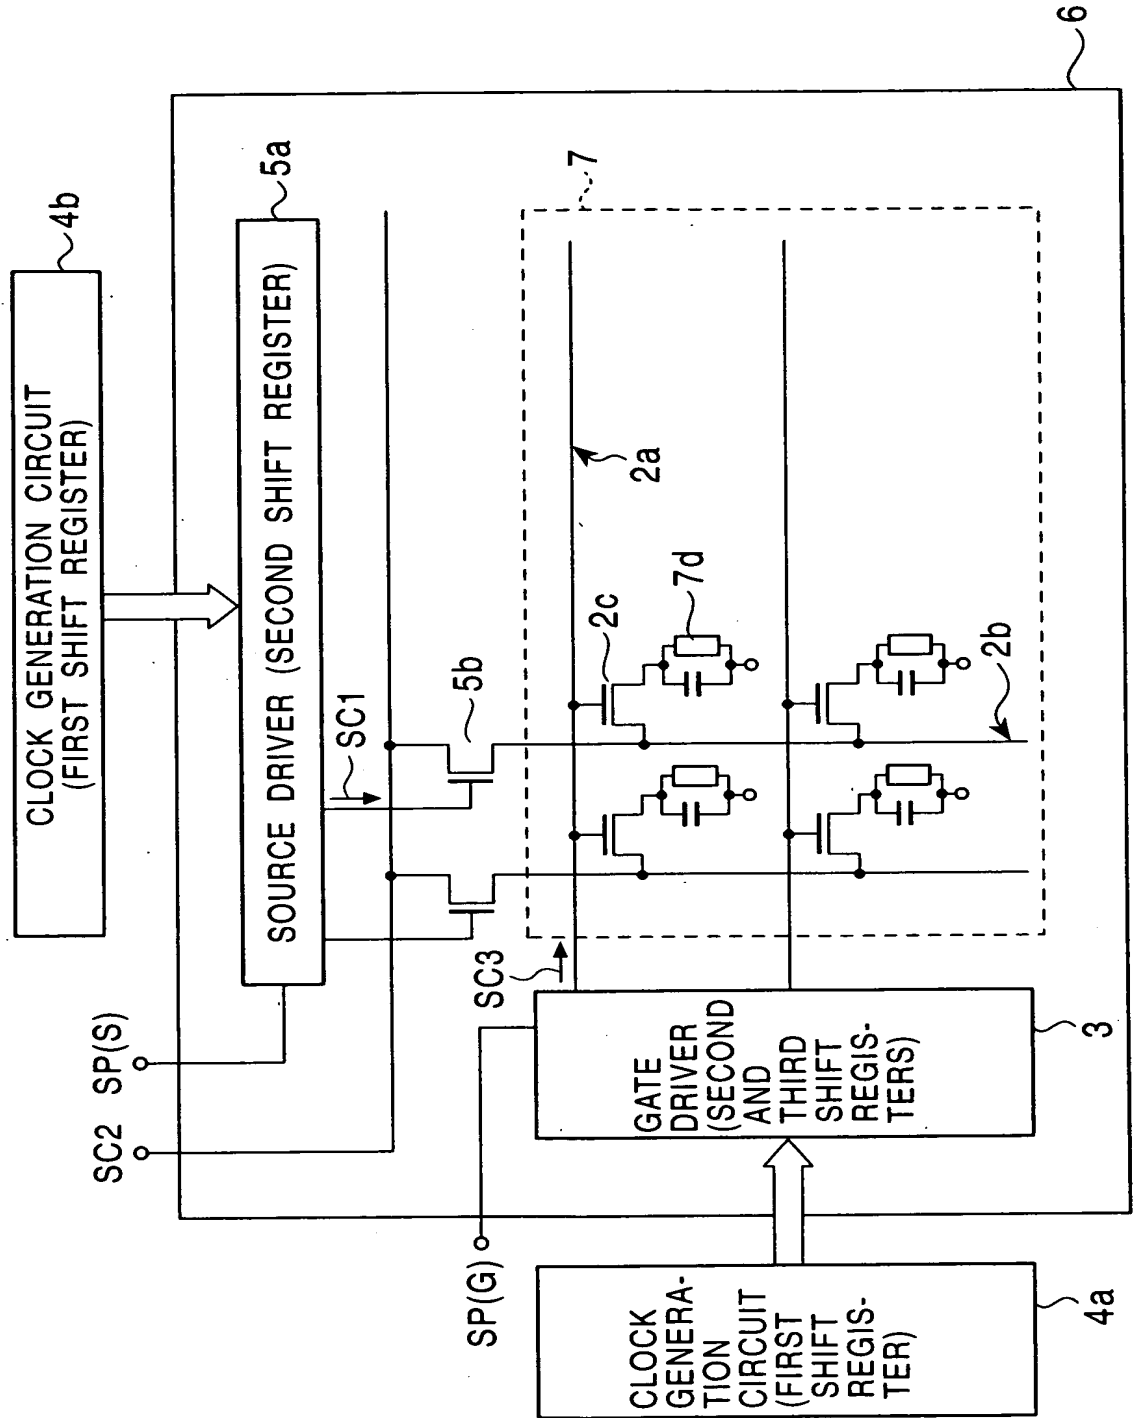 CLOCK GENERATION CIRCUIT
(FIRST SHIFT REGISTER)
4b
SOURCE DRIVER (SECOND SHIFT REGISTER)
5a
6
SC2
SP(S)
SC1
5b
7
SP(G)
SC3
2a
2c
7d
2b
GATE
DRIVER
(SECOND
AND
THIRD
SHIFT
REGIS-
TERS)
3
CLOCK
GENERA-
TION
CIRCUIT
(FIRST
SHIFT
REGIS-
TER)
4a